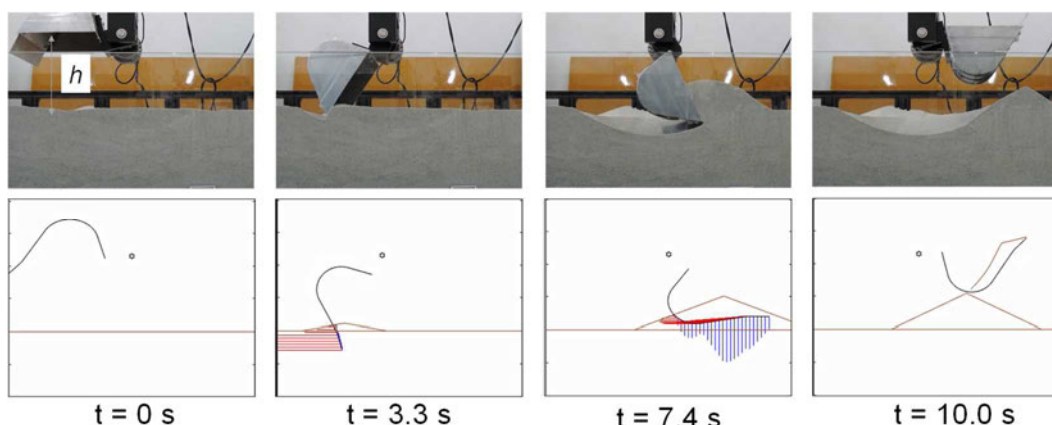 h
t = 0 s
t = 3.3 s
t = 7.4 s
t = 10.0 s